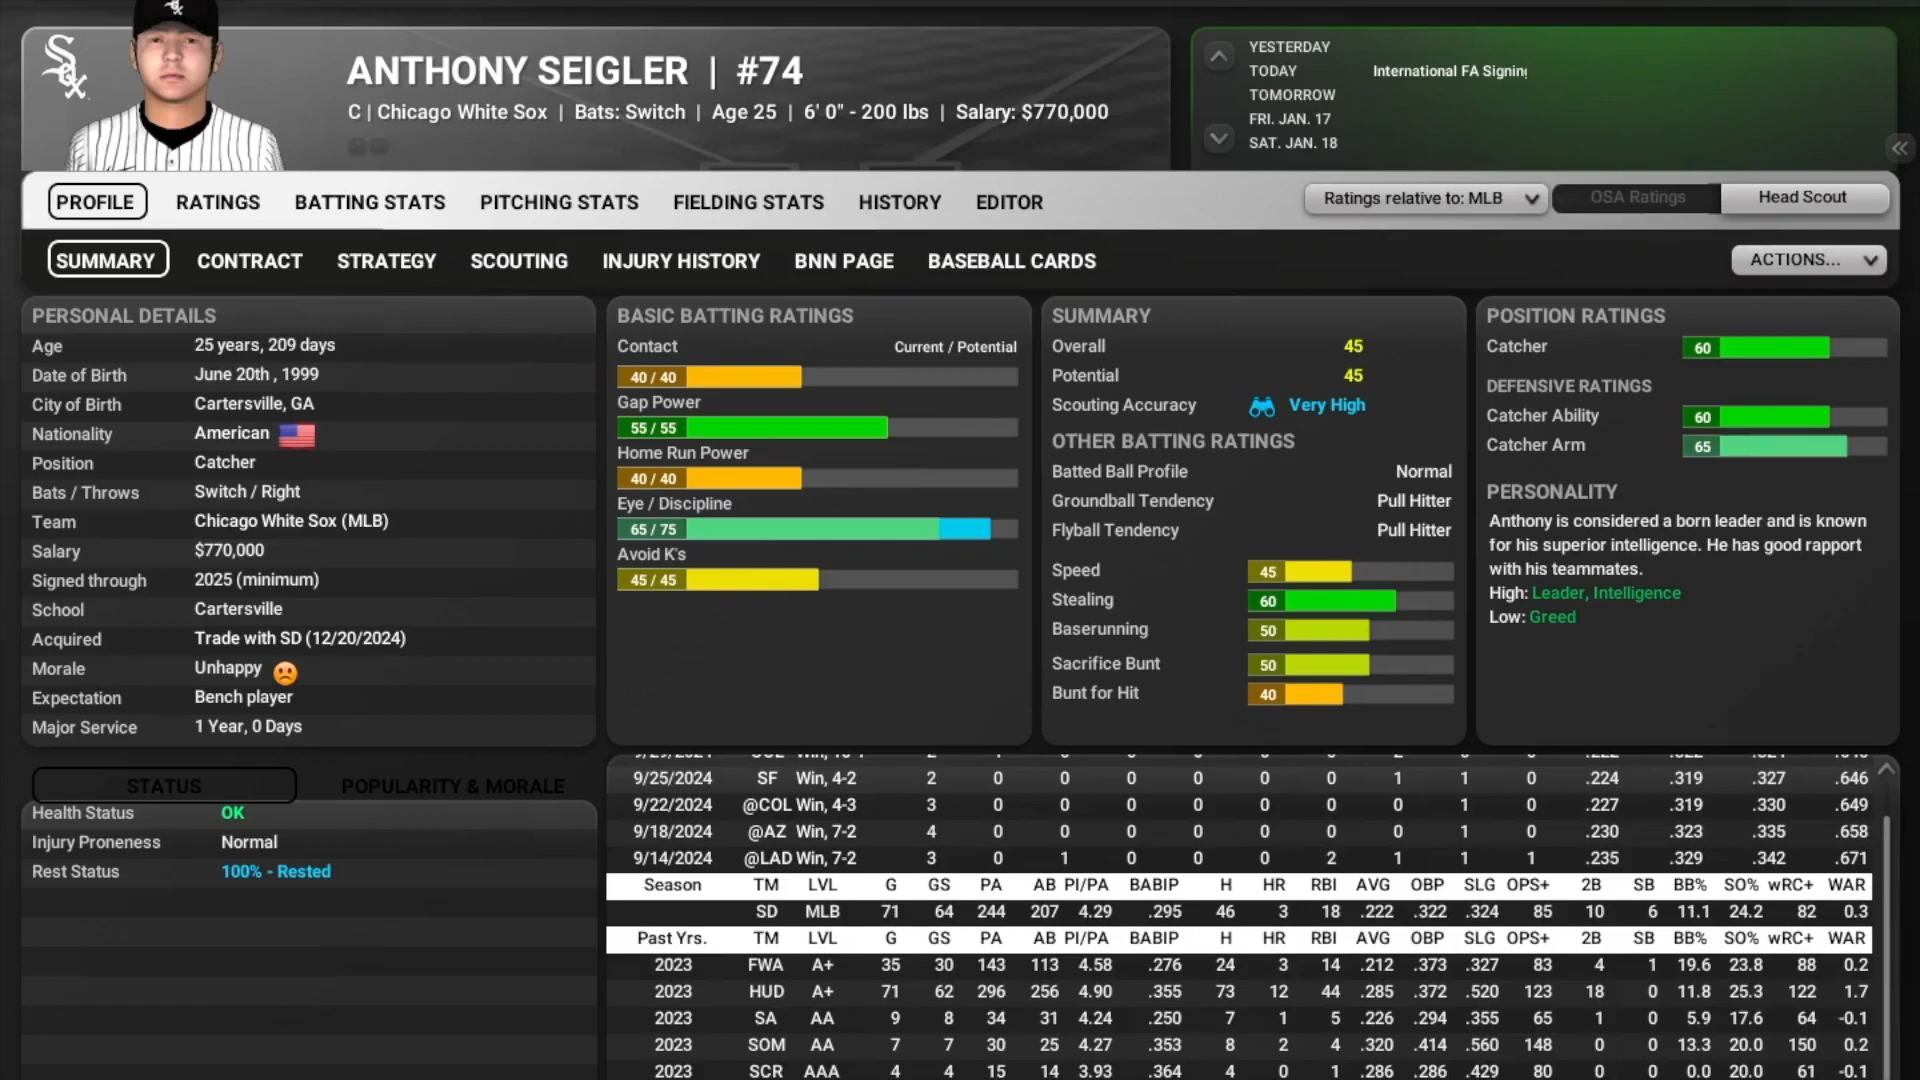 ANTHONY SEIGLER | #74
C | Chicago White Sox | Bats: Switch | Age 25 | 6' 0" - 200 lbs | Salary: $770,000
YESTERDAY
TODAY International FA Signing
TOMORROW
FRI. JAN. 17
SAT. JAN. 18
PROFILE RATINGS BATTING STATS PITCHING STATS FIELDING STATS HISTORY EDITOR
Ratings relative to: MLB OSA Ratings Head Scout
SUMMARY CONTRACT STRATEGY SCOUTING INJURY HISTORY BNN PAGE BASEBALL CARDS
ACTIONS...
PERSONAL DETAILS
Age 25 years, 209 days
Date of Birth June 20th , 1999
City of Birth Cartersville, GA
Nationality American
Position Catcher
Bats / Throws Switch / Right
Team Chicago White Sox (MLB)
Salary $770,000
Signed through 2025 (minimum)
School Cartersville
Acquired Trade with SD (12/20/2024)
Morale Unhappy
Expectation Bench player
Major Service 1 Year, 0 Days
BASIC BATTING RATINGS
Contact Current / Potential
40 / 40
Gap Power
55 / 55
Home Run Power
40 / 40
Eye / Discipline
65 / 75
Avoid K's
45 / 45
SUMMARY
Overall 45
Potential 45
Scouting Accuracy Very High
OTHER BATTING RATINGS
Batted Ball Profile Normal
Groundball Tendency Pull Hitter
Flyball Tendency Pull Hitter
Speed 45
Stealing 60
Baserunning 50
Sacrifice Bunt 50
Bunt for Hit 40
POSITION RATINGS
Catcher 60
DEFENSIVE RATINGS
Catcher Ability 60
Catcher Arm 65
PERSONALITY
Anthony is considered a born leader and is known
for his superior intelligence. He has good rapport
with his teammates.
High: Leader, Intelligence
Low: Greed
STATUS POPULARITY & MORALE
Health Status OK
Injury Proneness Normal
Rest Status 100% - Rested
9/25/2024 SF Win, 4-2 2 0 0 0 0 0 1 1 0 .224 .319 .327 .646
9/22/2024 @COL Win, 4-3 3 0 0 0 0 0 0 1 0 .227 .319 .330 .649
9/18/2024 @AZ Win, 7-2 4 0 0 0 0 0 0 1 0 .230 .323 .335 .658
9/14/2024 @LAD Win, 7-2 3 0 1 0 0 0 2 1 1 1 .235 .329 .342 .671
Season TM LVL G GS PA AB PI/PA BABIP H HR RBI AVG OBP SLG OPS+ 2B SB BB% SO% wRC+ WAR
SD MLB 71 64 244 207 4.29 .295 46 3 18 .222 .322 .324 85 10 6 11.1 24.2 82 0.3
Past Yrs. TM LVL G GS PA AB PI/PA BABIP H HR RBI AVG OBP SLG OPS+ 2B SB BB% SO% wRC+ WAR
2023 FWA A+ 35 30 143 113 4.58 .276 24 3 14 .212 .373 .327 83 4 1 19.6 23.8 88 0.2
2023 HUD A+ 71 62 296 256 4.90 .355 73 12 44 .285 .372 .520 123 18 0 11.8 25.3 122 1.7
2023 SA AA 9 8 34 31 4.24 .250 7 1 5 .226 .294 .355 65 1 0 5.9 17.6 64 -0.1
2023 SOM AA 7 7 30 25 4.27 .353 8 2 4 .320 .414 .560 148 0 0 13.3 20.0 150 0.2
2023 SCR AAA 4 4 15 14 3.93 .364 4 0 1 .286 .286 .429 80 0 0 0.0 20.0 61 -0.1